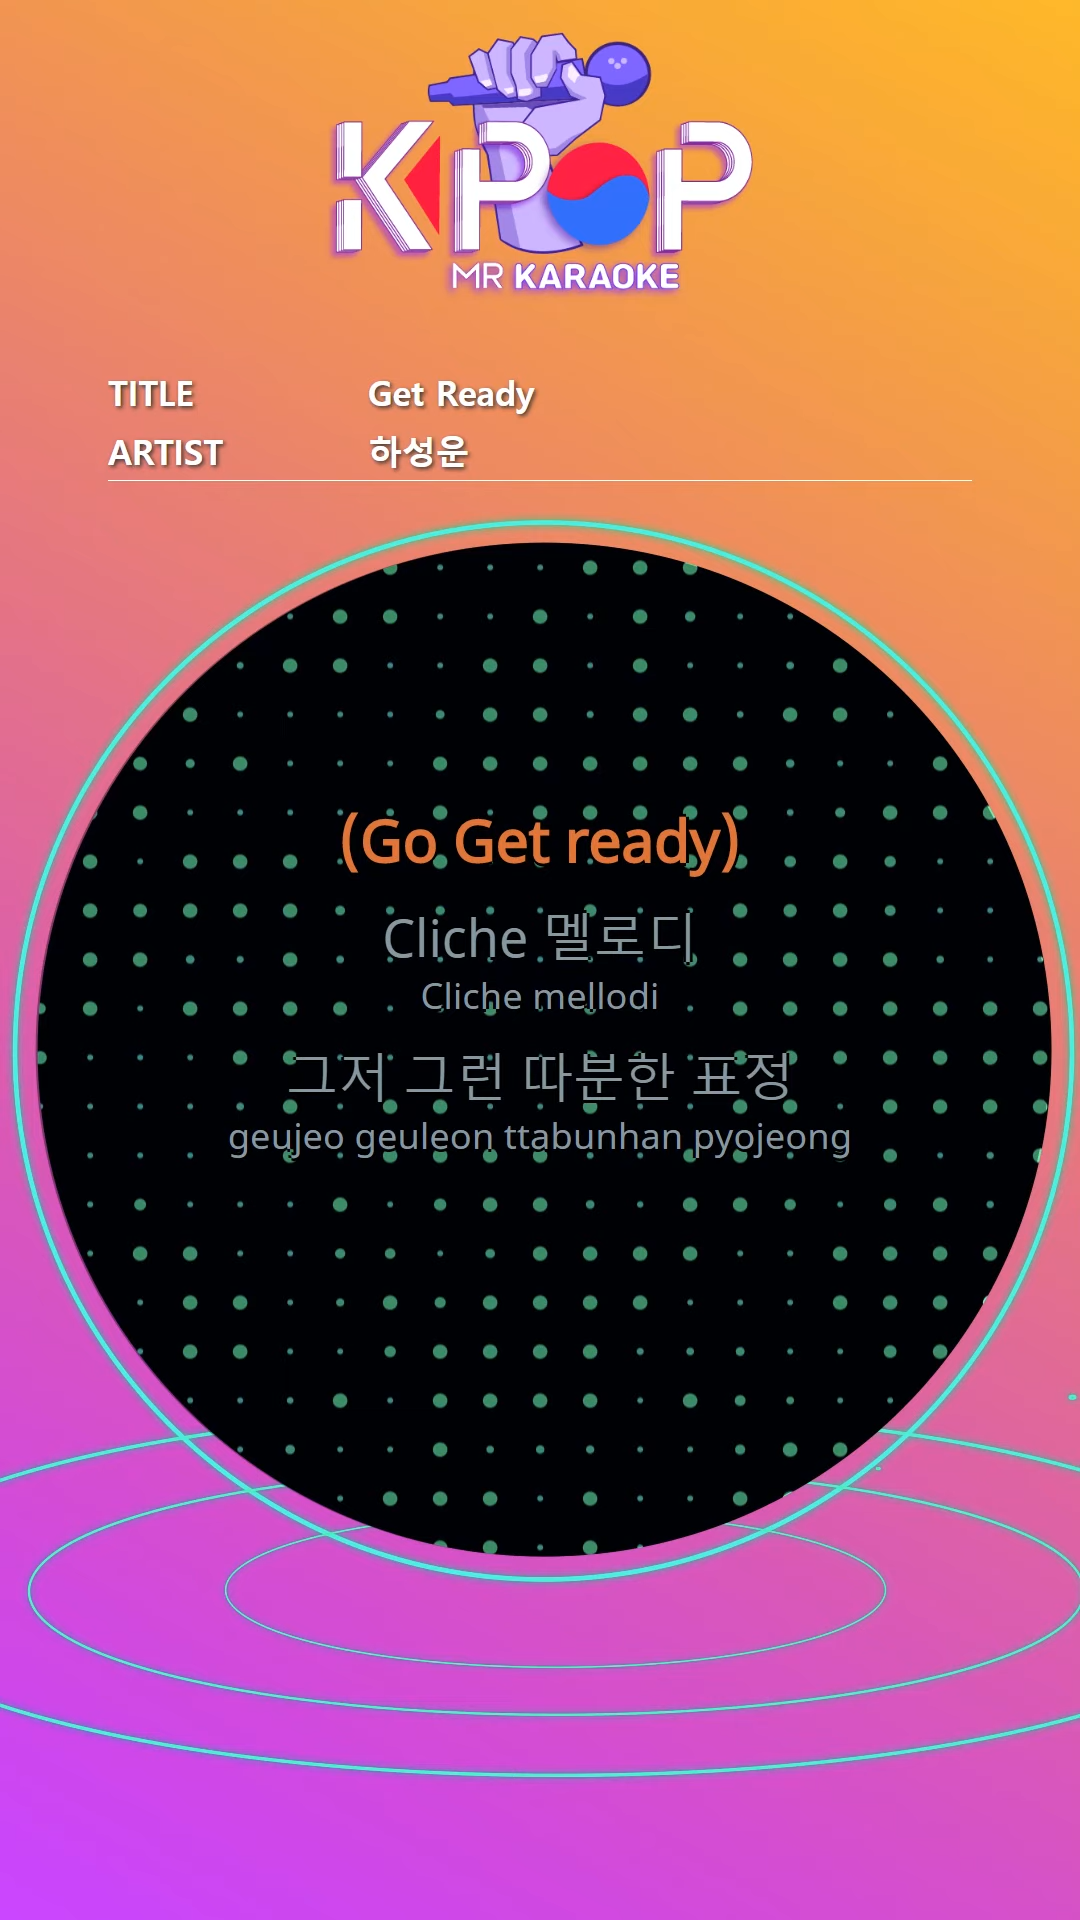 KPOP
MR KARAOKE
TITLE Get Ready
ARTIST 하성운
(Go Get ready)
Cliche 멜로디
Cliche mellodi
그저 그런 따분한 표정
geujeo geuleon ttabunhan pyojeong